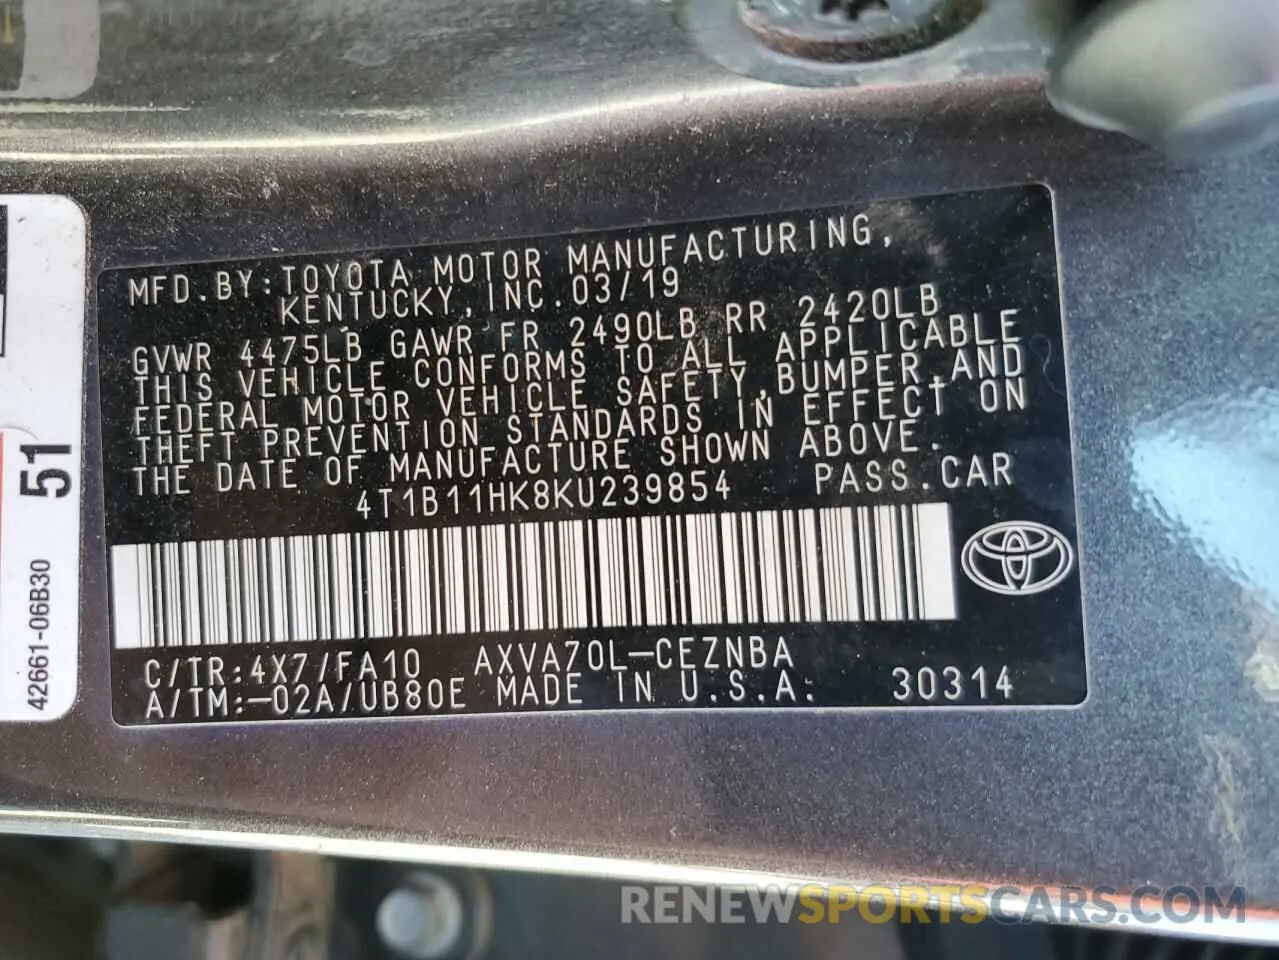 MFD.BY:TOYOTA MOTOR MANUFACTURING,
KENTUCKY,INC.03/19
GVWR 4475LB GAWR FR 2490LB RR 2420LB
THIS VEHICLE CONFORMS TO ALL APPLICABLE
FEDERAL MOTOR VEHICLE SAFETY,BUMPER,AND
THEFT PREVENTION STANDARDS IN EFFECT ON
THE DATE OF MANUFACTURE SHOWN ABOVE.
4T1B11HK8KU239854 PASS.CAR
C/TR:4X7/FA10 AXVA70L-CEZNBA
A/TM:-02A/UB80E MADE IN U.S.A. 30314
51
42661-06B30
RENEWSPORTSCARS.COM